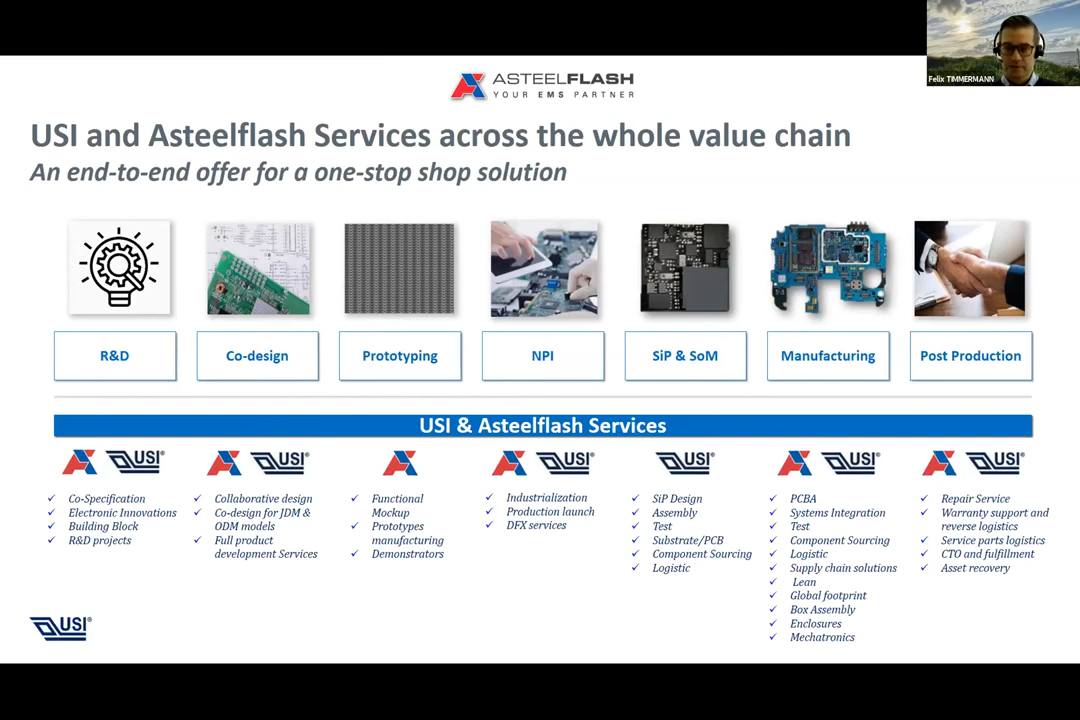 Felix TIMMERMANN
ASTEELFLASH
YOUR EMS PARTNER
USI and Asteelflash Services across the whole value chain
An end-to-end offer for a one-stop shop solution
R&D
Co-design
Prototyping
NPI
SiP & SoM
Manufacturing
Post Production
USI & Asteelflash Services
USI®
USI®
USI®
USI®
USI®
USI®
✓ Co-Specification
✓ Electronic Innovations
✓ Building Block
✓ R&D projects
✓ Collaborative design
✓ Co-design for JDM &
ODM models
✓ Full product
development Services
✓ Functional
Mockup
✓ Prototypes
manufacturing
✓ Demonstrators
✓ Industrialization
✓ Production launch
✓ DFX services
✓ SiP Design
✓ Assembly
✓ Test
✓ Substrate/PCB
✓ Component Sourcing
✓ Logistic
✓ PCBA
✓ Systems Integration
✓ Test
✓ Component Sourcing
✓ Logistic
✓ Supply chain solutions
✓ Lean
✓ Global footprint
✓ Box Assembly
✓ Enclosures
✓ Mechatronics
✓ Repair Service
✓ Warranty support and
reverse logistics
✓ Service parts logistics
✓ CTO and fulfillment
✓ Asset recovery
USI®